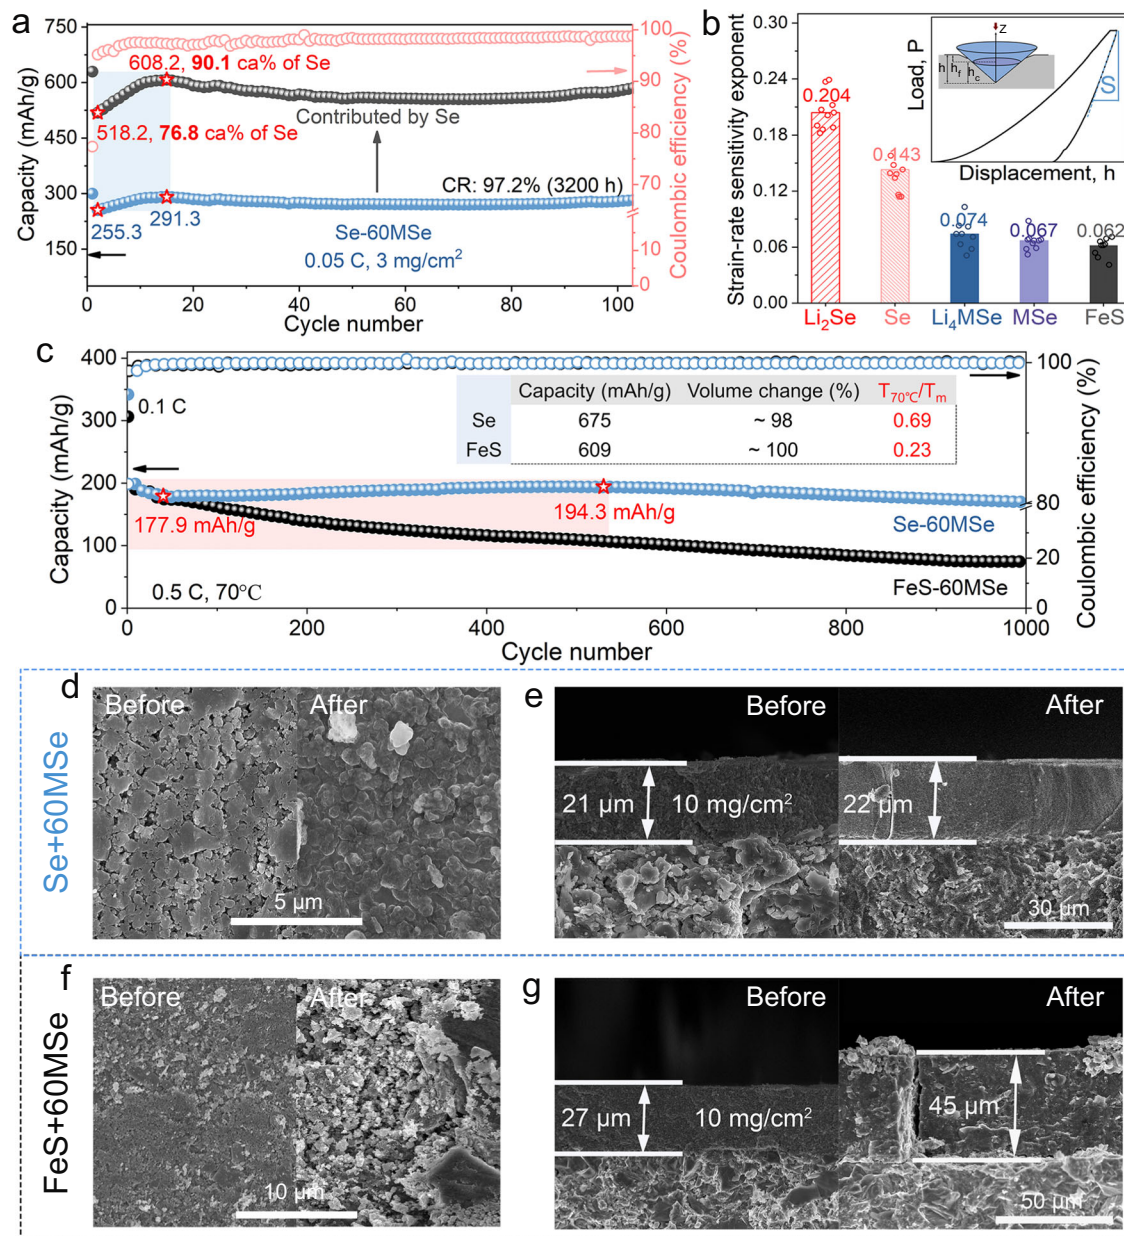 a
Capacity (mAh/g)
750
600
450
300
150
608.2, 90.1 ca% of Se
518.2, 76.8 ca% of Se
Contributed by Se
CR: 97.2% (3200 h)
255.3
291.3
Se-60MSe
0.05 C, 3 mg/cm²
0 20 40 60 80 100
Cycle number
100
90
80
70
10
0
Coulombic efficiency (%)
b
Strain-rate sensitivity exponent
0.30
0.24
0.18
0.12
0.06
0.00
0.204
0.143
0.074
0.067
0.062
Li₂Se Se Li₄MSe MSe FeS
Load, P
Displacement, h
z
h
h_f
h_c
S
c
Capacity (mAh/g)
400
300
200
100
0
0.1 C
Capacity (mAh/g) Volume change (%) T₇₀℃/Tₘ
Se 675 ~ 98 0.69
FeS 609 ~ 100 0.23
177.9 mAh/g
194.3 mAh/g
Se-60MSe
FeS-60MSe
0.5 C, 70℃
0 200 400 600 800 1000
Cycle number
100
80
20
0
Coulombic efficiency (%)
Se+60MSe
d
Before
After
5 μm
e
Before
After
21 μm
10 mg/cm²
22 μm
30 μm
FeS+60MSe
f
Before
After
10 μm
g
Before
After
27 μm
10 mg/cm²
45 μm
50 μm